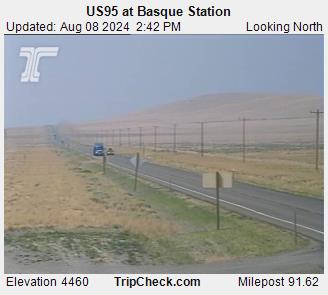 US95 at Basque Station
Updated: Aug 08 2024 2:42 PM Looking North
Elevation 4460 TripCheck.com Milepost 91.62